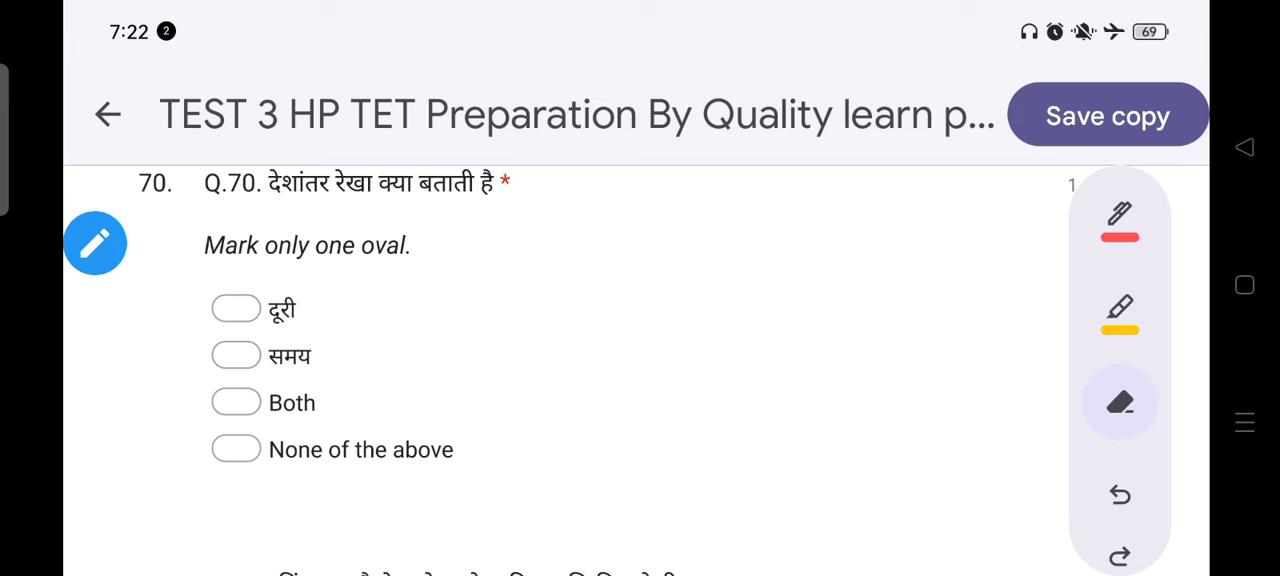 7:22 2
69
TEST 3 HP TET Preparation By Quality learn p...
Save copy
70. Q.70. देशांतर रेखा क्या बताती है * 1
Mark only one oval.
दूरी
समय
Both
None of the above